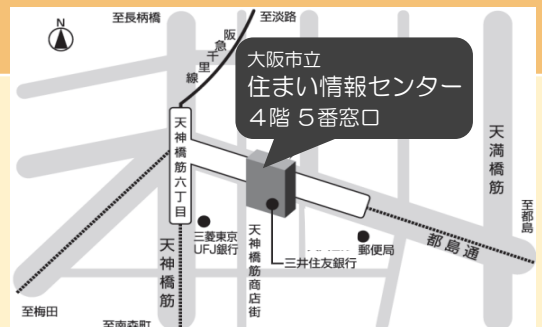 N
至長柄橋
至淡路
阪急千里線
大阪市立
住まい情報センター
4階 5番窓口
天神橋筋六丁目
天満橋筋
至都島
三菱東京
UFJ銀行
天神橋筋
天神橋筋商店街
郵便局
三井住友銀行
都島通
至梅田
至南森町